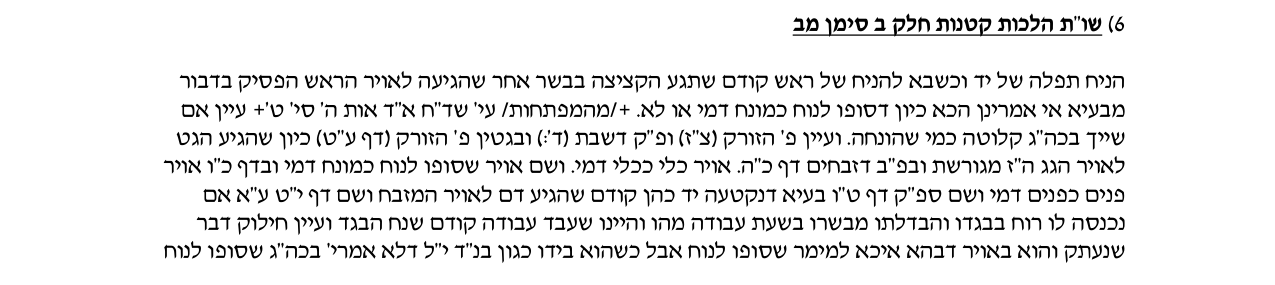 6) שו"ת הלכות קטנות חלק ב סימן מב
הניח תפלה של יד וכשבא להניח של ראש קודם שתגע הקציצה בבשר אחר שהגיעה לאויר הראש הפסיק בדבור
מבעיא אי אמרינן הכא כיון דסופו לנוח כמונח דמי או לא. +/מהמפתחות/ עי' שד"ח א"ד אות ה' סי' ט'+ עיין אם
שייך בכה"ג קלוטה כמי שהונחה. ועיין פ' הזורק (צ"ז) ופ"ק דשבת (ד':) ובגטין פ' הזורק (דף ע"ט) כיון שהגיע הגט
לאויר הגג ה"ז מגורשת ובפ"ב דזבחים דף כ"ה. אויר כלי ככלי דמי. ושם אויר שסופו לנוח כמונח דמי ובדף כ"ו אויר
פנים כפנים דמי ושם ספ"ק דף ט"ו בעיא דנקטעה יד כהן קודם שהגיע דם לאויר המזבח ושם דף י"ט ע"א אם
נכנסה לו רוח בבגדו והבדלתו מבשרו בשעת עבודה מהו והיינו שעבד עבודה קודם שנח הבגד ועיין חילוק דבר
שנעתק והוא באויר דבהא איכא למימר שסופו לנוח אבל כשהוא בידו כגון בנ"ד י"ל דלא אמרי' בכה"ג שסופו לנוח